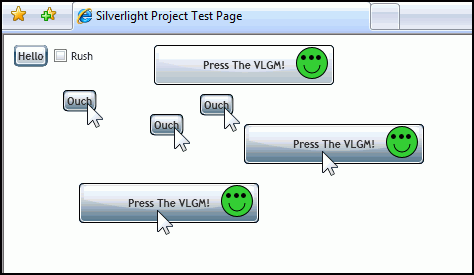 Silverlight Project Test Page
Hello Rush
Press The VLGM!
Ouch
Ouch
Ouch
Press The VLGM!
Press The VLGM!